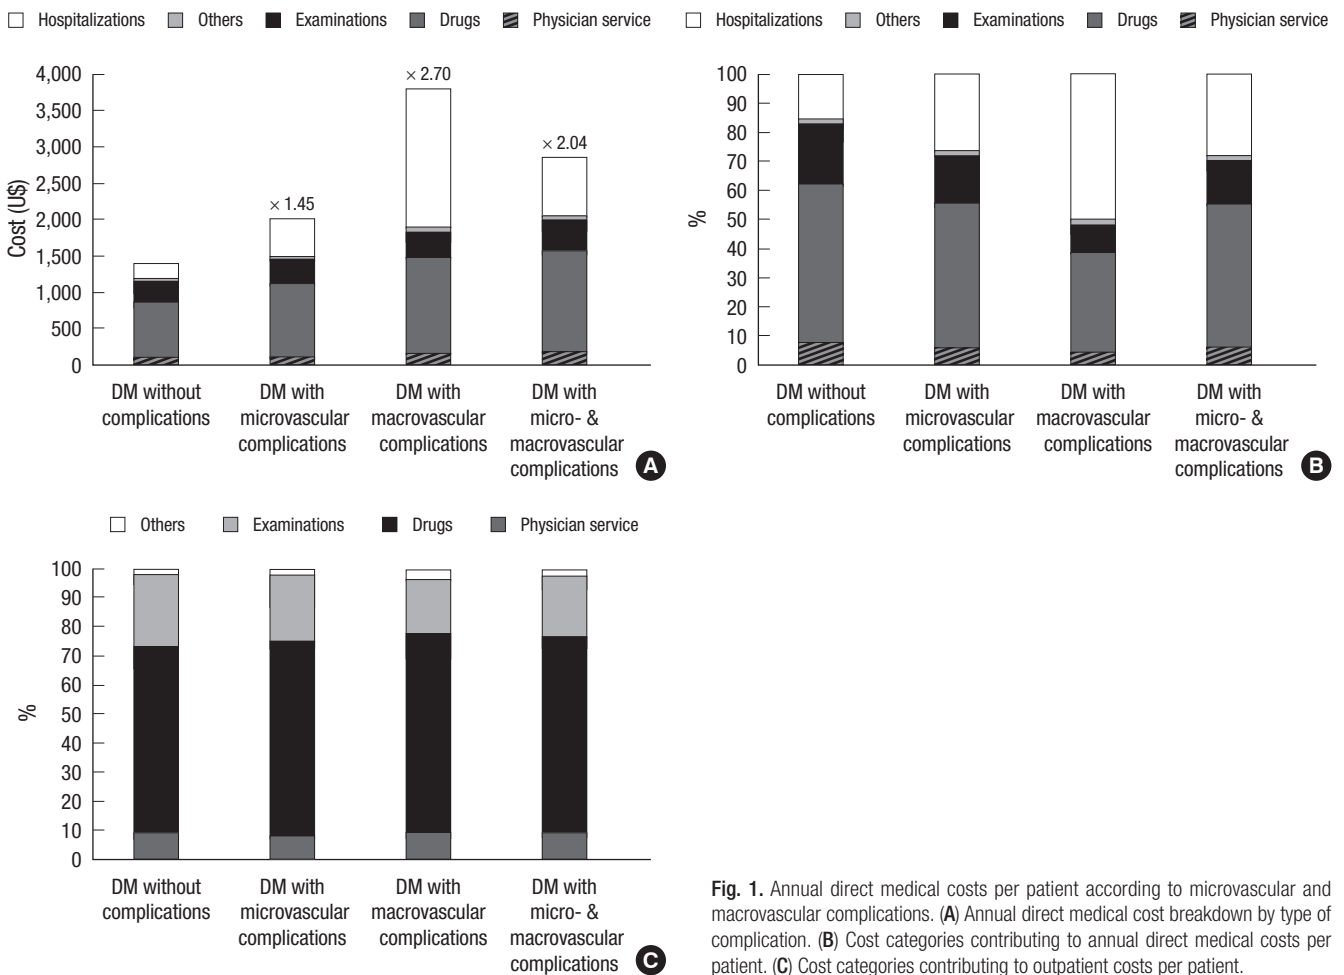 Hospitalizations Others Examinations Drugs Physician service
4,000
3,500
3,000
2,500
2,000
1,500
1,000
500
0
Cost (U$)
× 1.45
× 2.70
× 2.04
DM without
complications
DM with
microvascular
complications
DM with
macrovascular
complications
DM with
micro- &
macrovascular
complications
A
Hospitalizations Others Examinations Drugs Physician service
100
90
80
70
60
50
40
30
20
10
0
%
DM without
complications
DM with
microvascular
complications
DM with
macrovascular
complications
DM with
micro- &
macrovascular
complications
B
Others Examinations Drugs Physician service
100
90
80
70
60
50
40
30
20
10
0
%
DM without
complications
DM with
microvascular
complications
DM with
macrovascular
complications
DM with
micro- &
macrovascular
complications
C
Fig. 1. Annual direct medical costs per patient according to microvascular and
macrovascular complications. (A) Annual direct medical cost breakdown by type of
complication. (B) Cost categories contributing to annual direct medical costs per
patient. (C) Cost categories contributing to outpatient costs per patient.